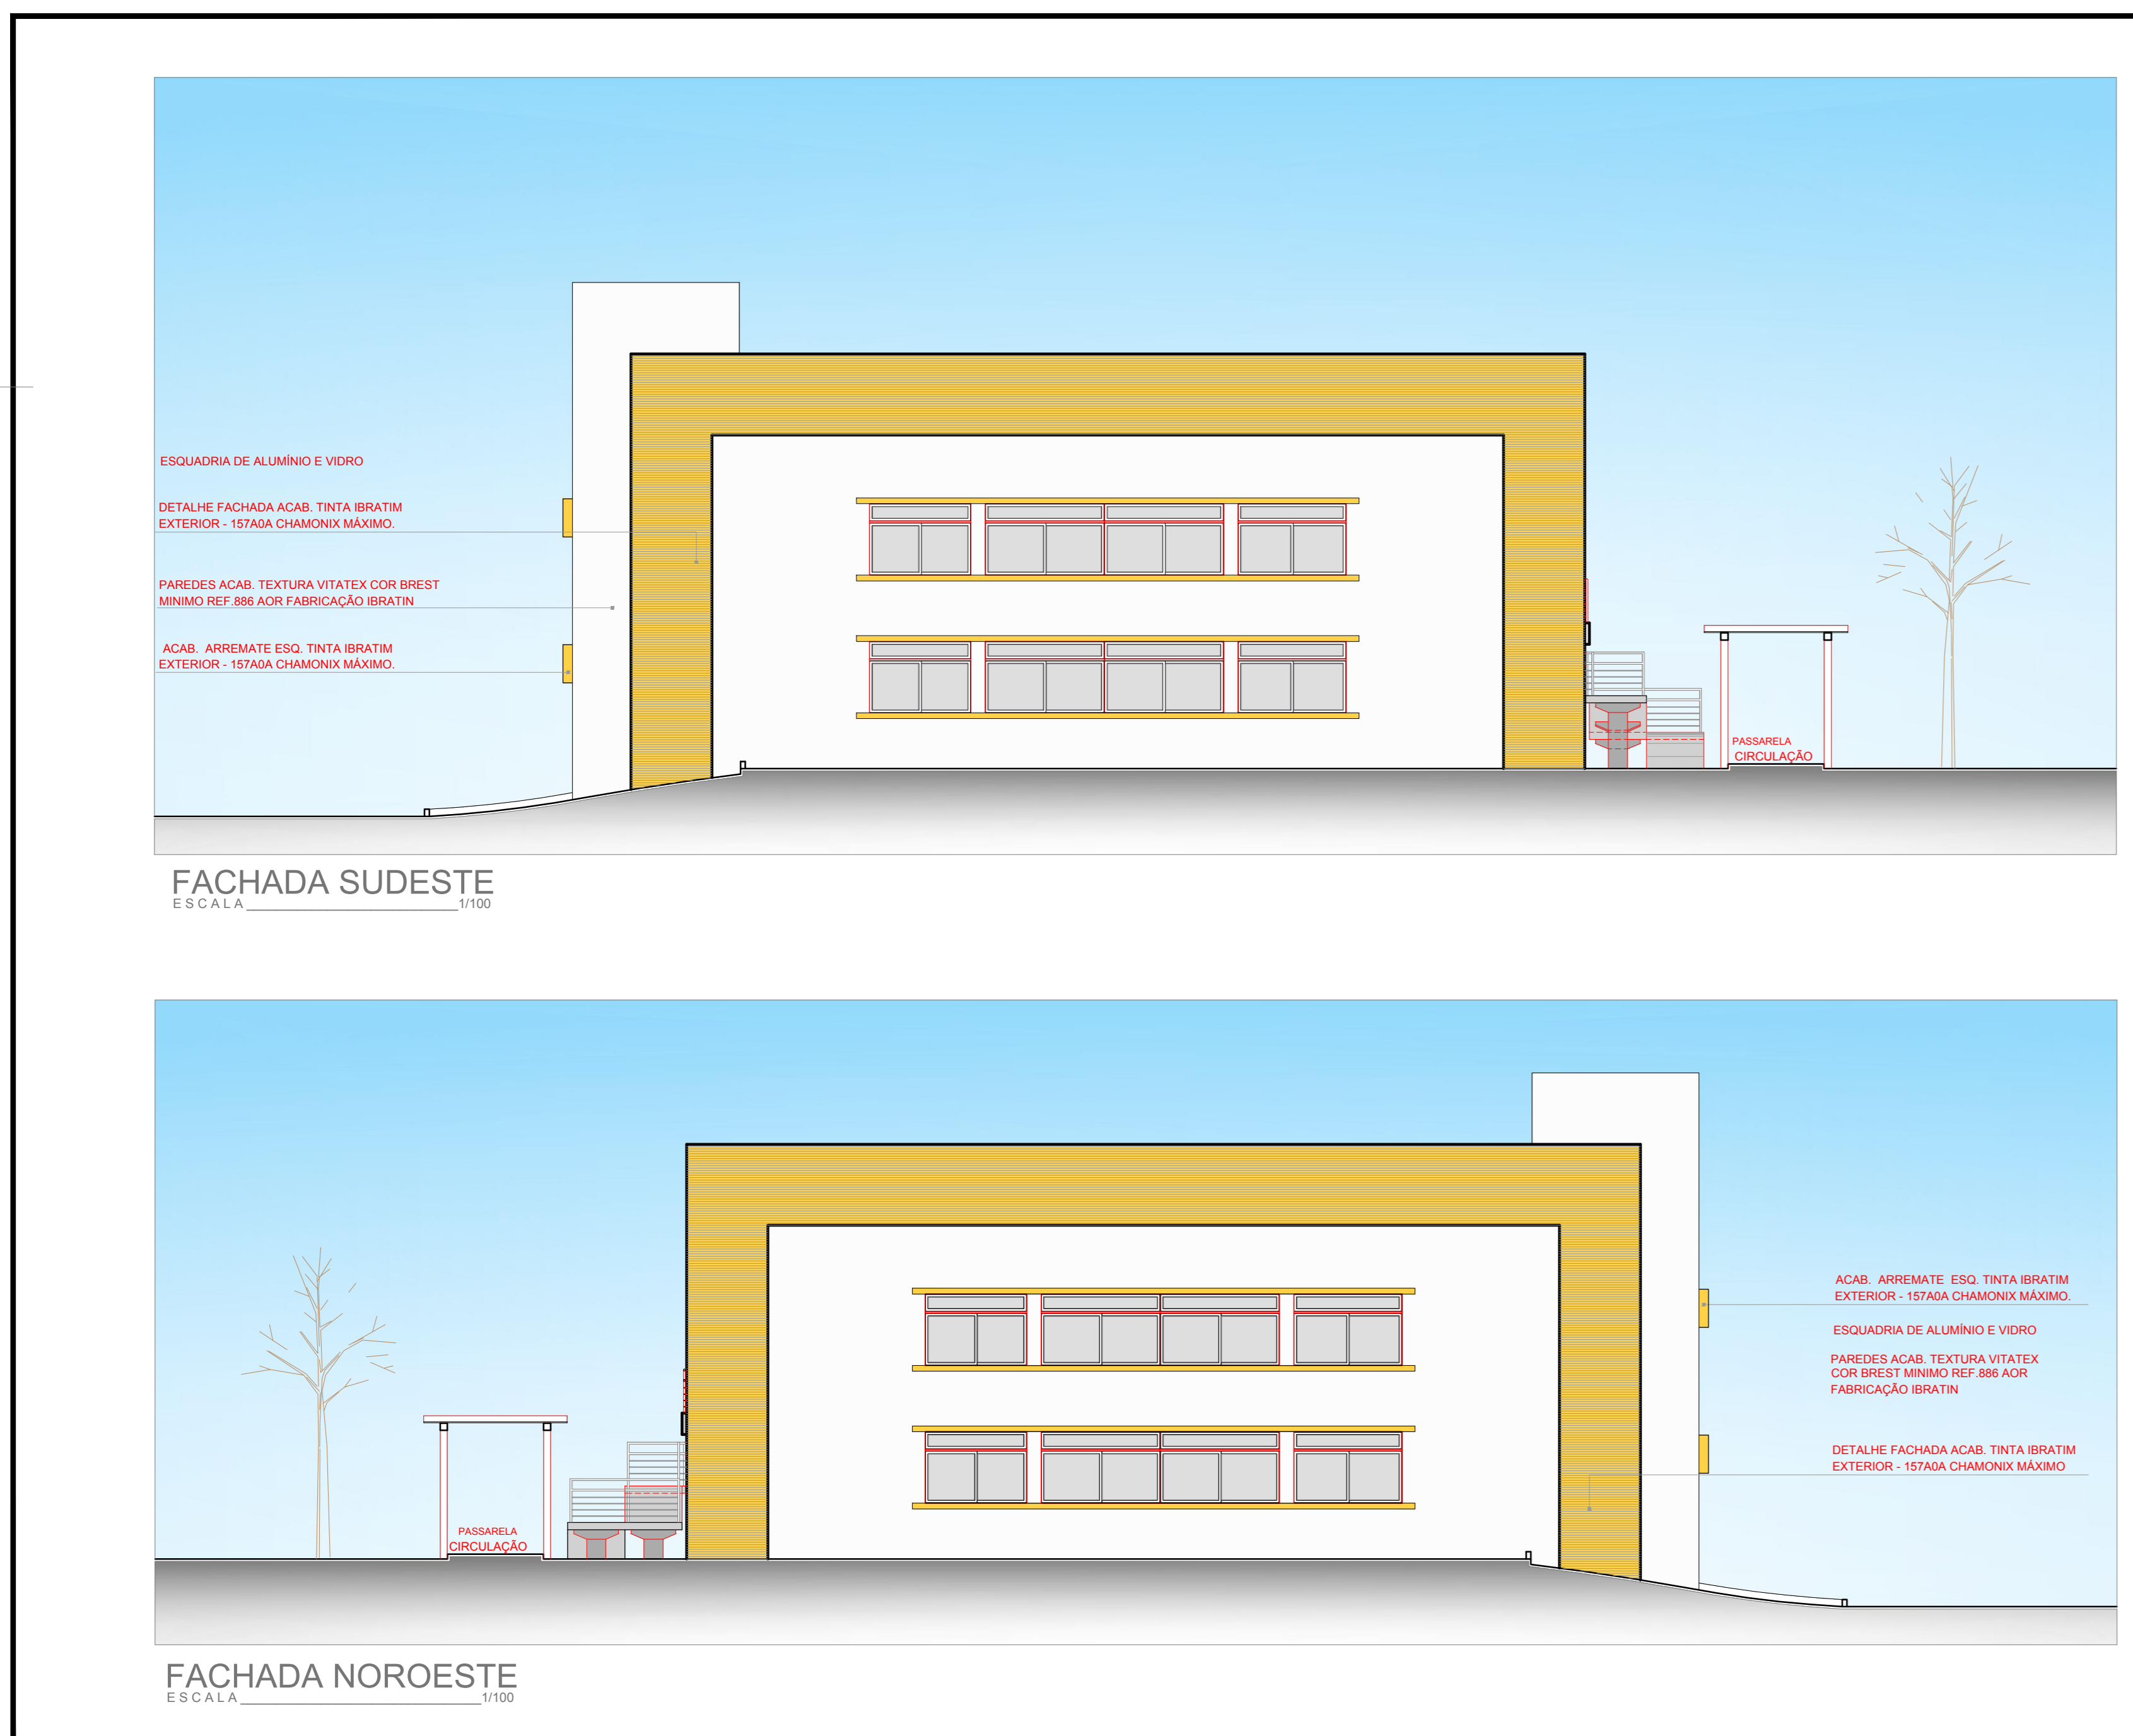 ESQUADRIA DE ALUMÍNIO E VIDRO
DETALHE FACHADA ACAB. TINTA IBRATIM
EXTERIOR - 157A0A CHAMONIX MÁXIMO.
PAREDES ACAB. TEXTURA VITATEX COR BREST
MINIMO REF.886 AOR FABRICAÇÃO IBRATIN
ACAB. ARREMATE ESQ. TINTA IBRATIM
EXTERIOR - 157A0A CHAMONIX MÁXIMO.
PASSARELA
CIRCULAÇÃO
FACHADA SUDESTE
ESCALA 1/100
ACAB. ARREMATE ESQ. TINTA IBRATIM
EXTERIOR - 157A0A CHAMONIX MÁXIMO.
ESQUADRIA DE ALUMÍNIO E VIDRO
PAREDES ACAB. TEXTURA VITATEX
COR BREST MINIMO REF.886 AOR
FABRICAÇÃO IBRATIN
DETALHE FACHADA ACAB. TINTA IBRATIM
EXTERIOR - 157A0A CHAMONIX MÁXIMO
PASSARELA
CIRCULAÇÃO
FACHADA NOROESTE
ESCALA 1/100